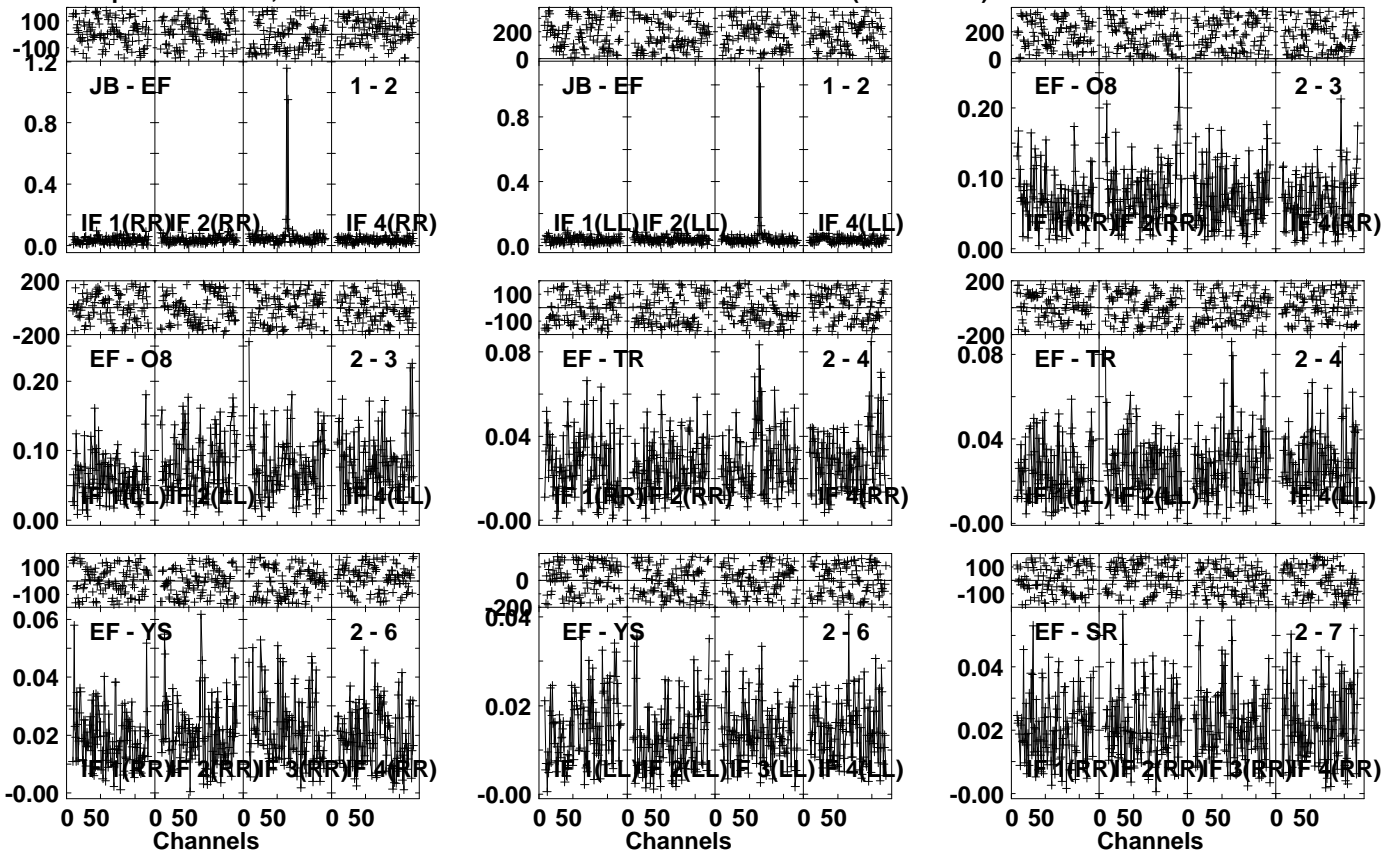 100
-100
1.2
JB - EF 1 - 2
0.8
0.4
0.0
IF 1(RR) IF 2(RR) IF 4(RR)
200
0
JB - EF 1 - 2
0.8
0.4
0.0
IF 1(LL) IF 2(LL) IF 4(LL)
200
0
EF - O8 2 - 3
0.20
0.10
0.00
IF 1(RR) IF 2(RR) IF 4(RR)
200
-200
EF - O8 2 - 3
0.20
0.10
0.00
IF 1(LL) IF 2(LL) IF 4(LL)
100
-100
0.08
EF - TR 2 - 4
0.04
-0.00
IF 1(RR) IF 2(RR) IF 4(RR)
200
-200
0.08
EF - TR 2 - 4
0.04
-0.00
IF 1(LL) IF 2(LL) IF 4(LL)
100
-100
0.06
EF - YS 2 - 6
0.04
0.02
-0.00
IF 1(RR) IF 2(RR) IF 3(RR) IF 4(RR)
0 50 0 50 0 50 0 50
Channels
0
-200
0.04
EF - YS 2 - 6
0.02
0.00
IF 1(LL) IF 2(LL) IF 3(LL) IF 4(LL)
0 50 0 50 0 50 0 50
Channels
100
-100
EF - SR 2 - 7
0.04
0.02
-0.00
IF 1(RR) IF 2(RR) IF 3(RR) IF 4(RR)
0 50 0 50 0 50 0 50
Channels